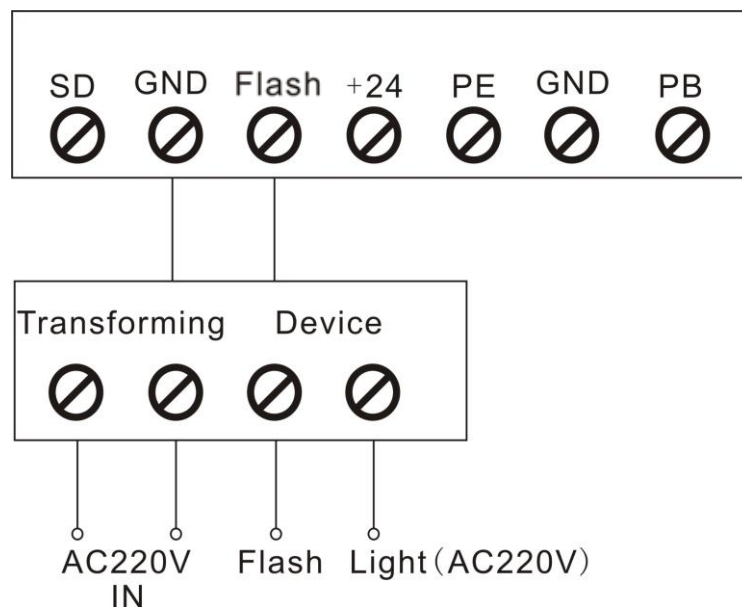 SD GND Flash +24 PE GND PB
Transforming Device
AC220V Flash Light(AC220V)
IN